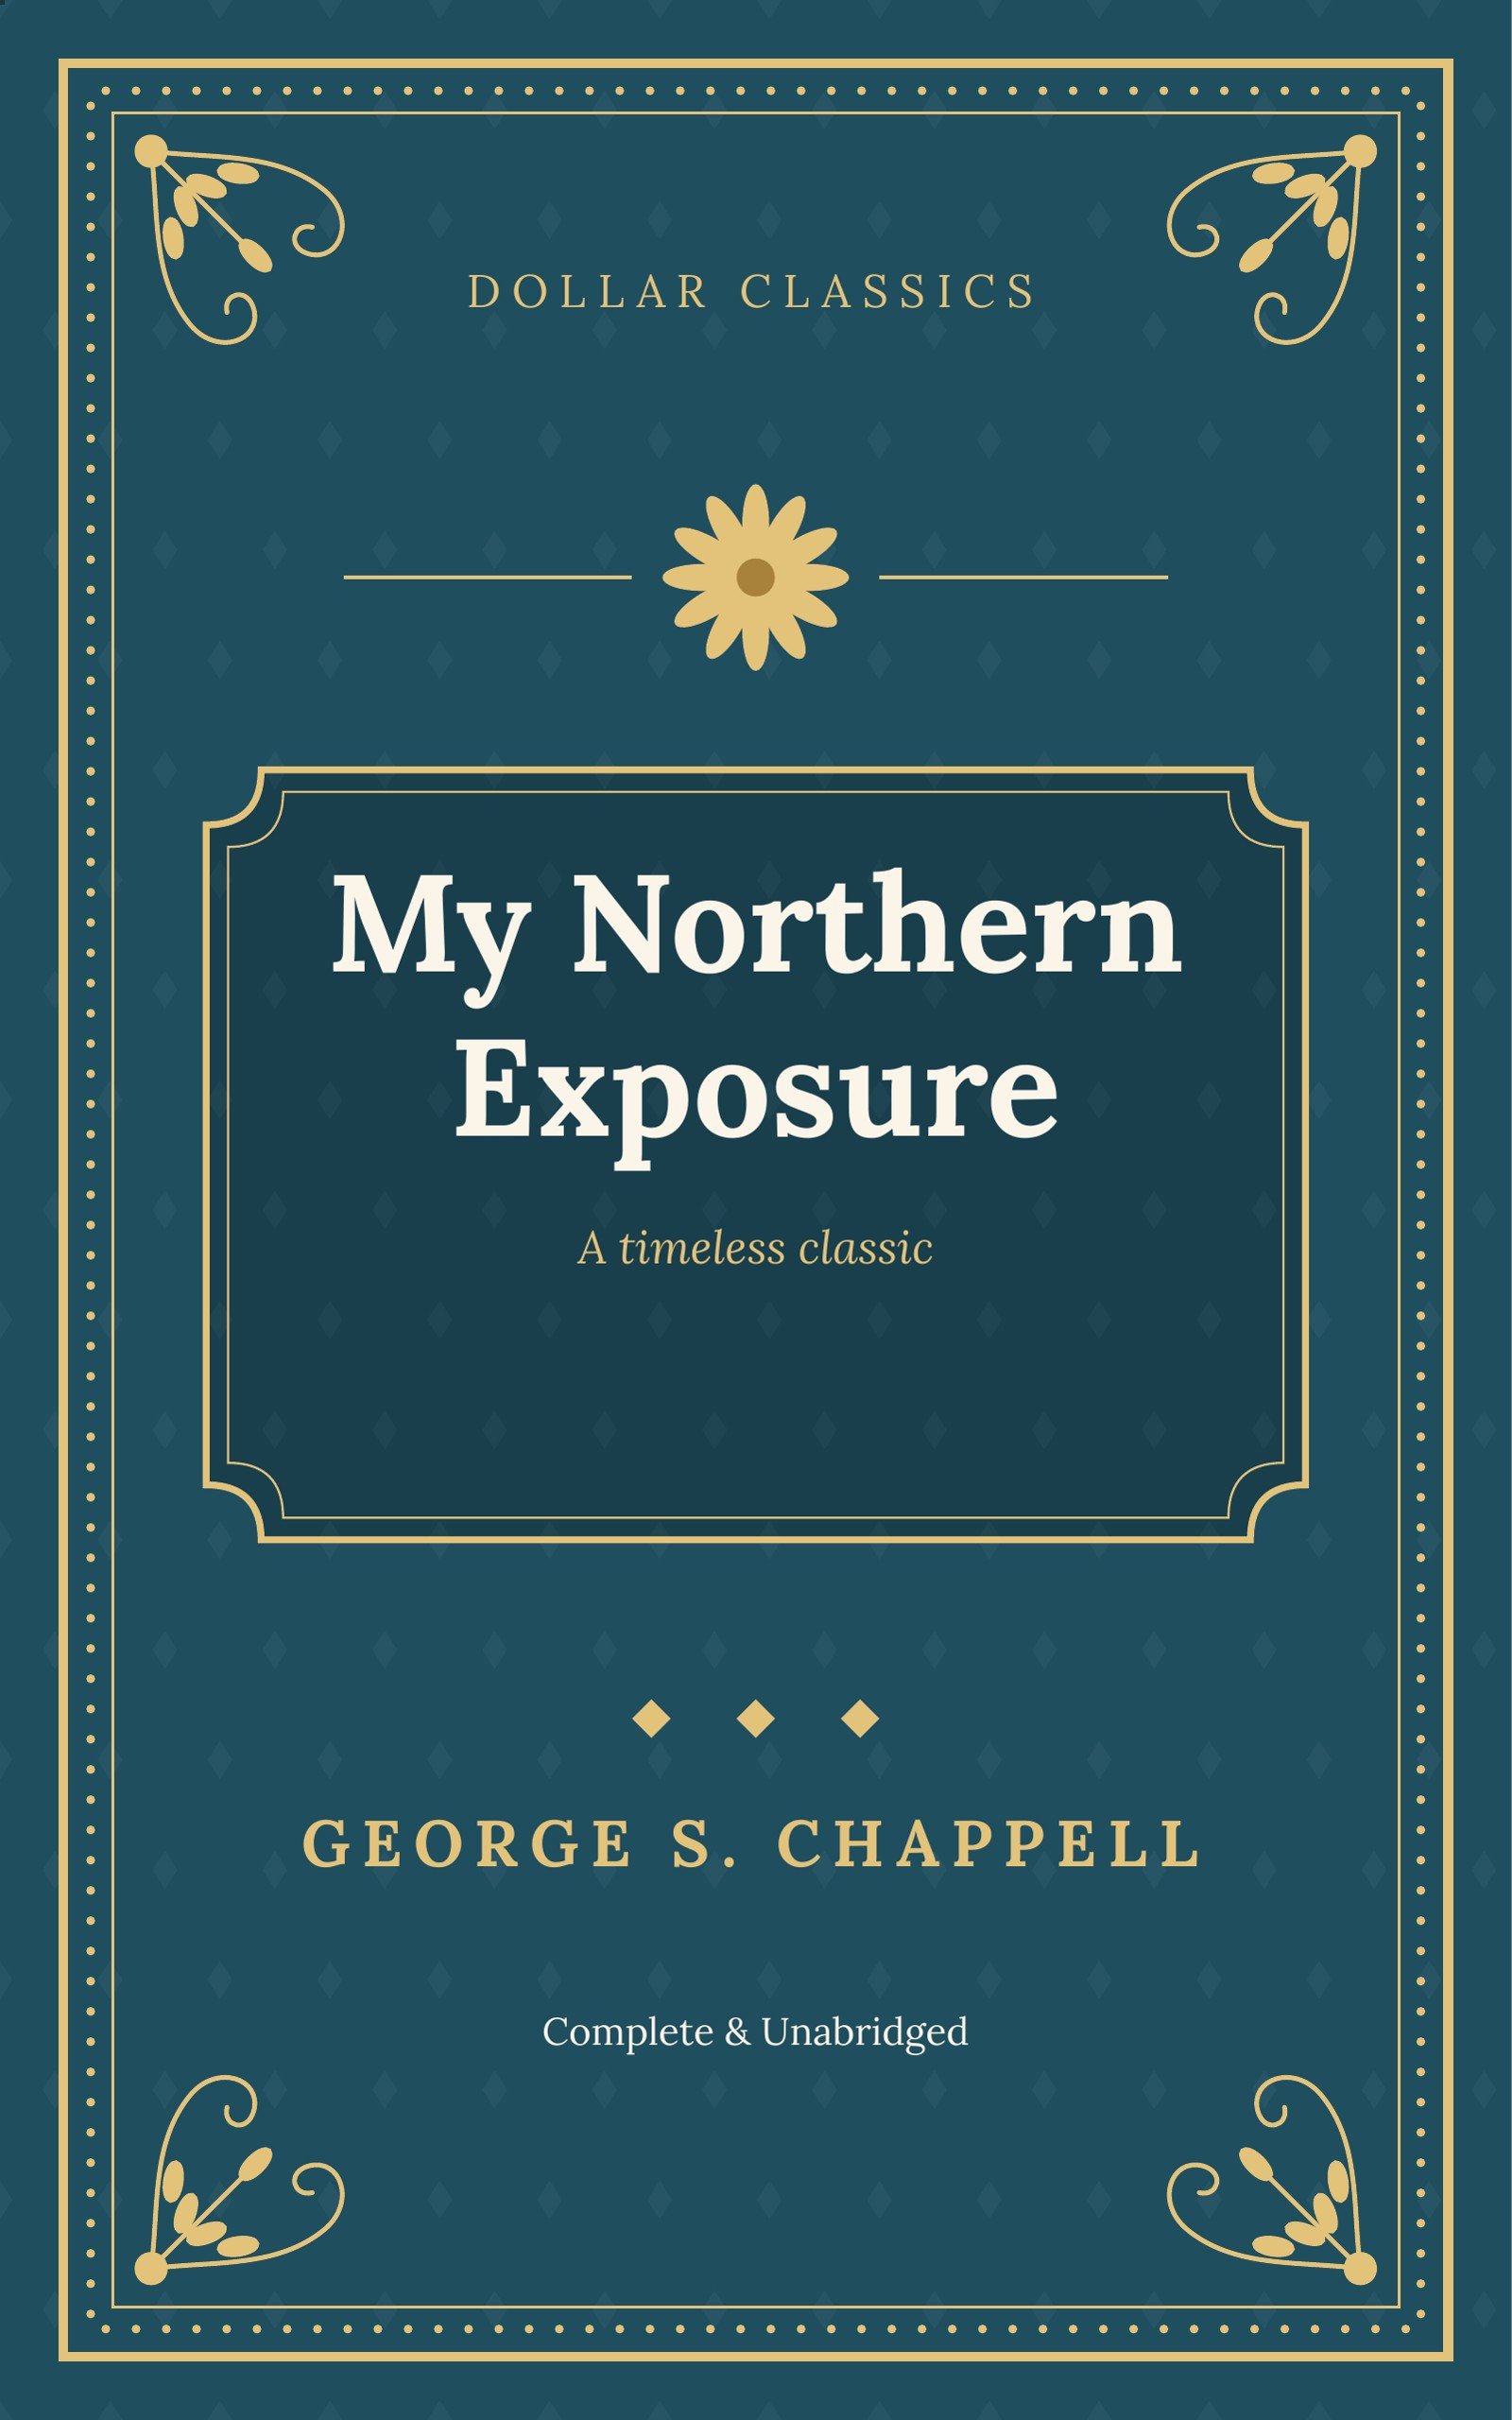 DOLLAR CLASSICS
My Northern
Exposure
A timeless classic
GEORGE S. CHAPPELL
Complete & Unabridged